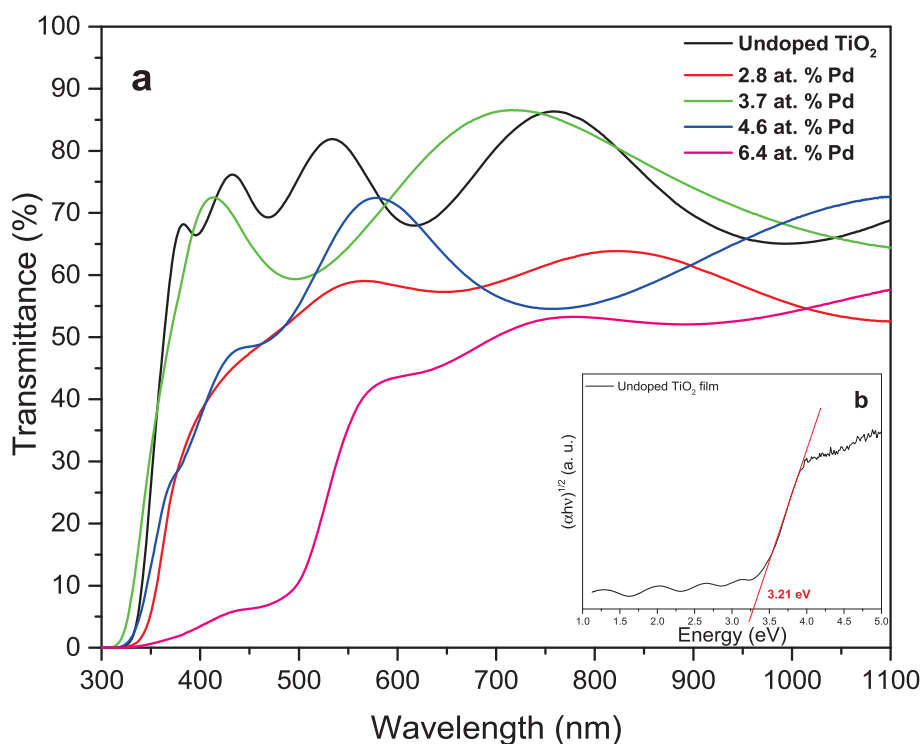 a
Undoped TiO₂
2.8 at. % Pd
3.7 at. % Pd
4.6 at. % Pd
6.4 at. % Pd
Transmittance (%)
100
90
80
70
60
50
40
30
20
10
0
300 400 500 600 700 800 900 1000 1100
Wavelength (nm)
b
Undoped TiO₂ film
(αhν)^1/2 (a. u.)
3.21 eV
1.0 1.5 2.0 2.5 3.0 3.5 4.0 4.5 5.0
Energy (eV)